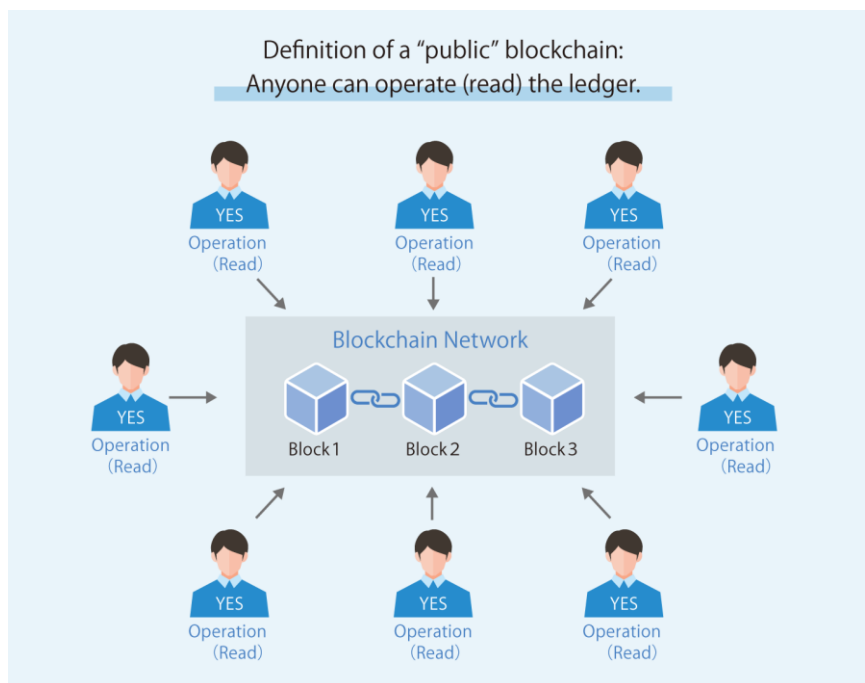 Definition of a “public” blockchain:
Anyone can operate (read) the ledger.
YES
Operation
(Read)
YES
Operation
(Read)
YES
Operation
(Read)
Blockchain Network
YES
Operation
(Read)
Block 1
Block 2
Block 3
YES
Operation
(Read)
YES
Operation
(Read)
YES
Operation
(Read)
YES
Operation
(Read)